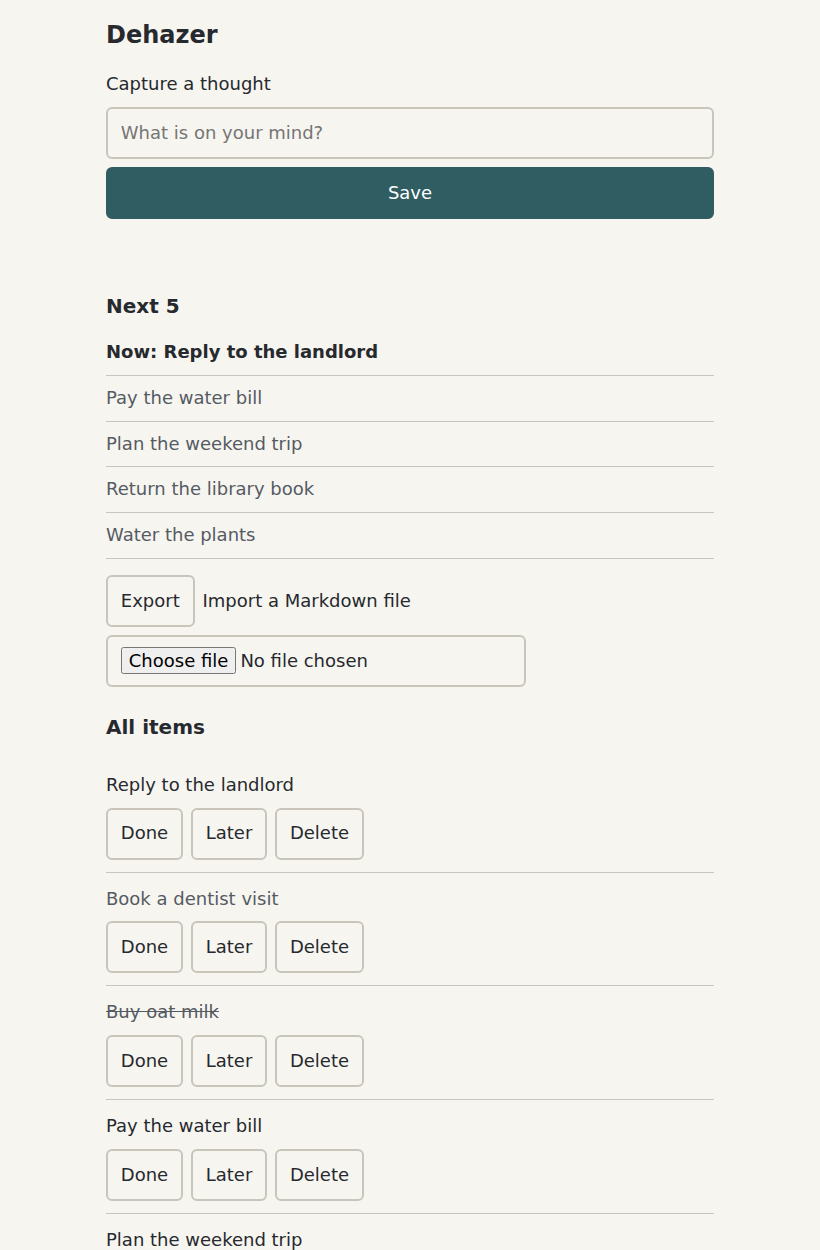 Dehazer
Capture a thought
What is on your mind?
Save
Next 5
Now: Reply to the landlord
Pay the water bill
Plan the weekend trip
Return the library book
Water the plants
Export Import a Markdown file
Choose file No file chosen
All items
Reply to the landlord
Done Later Delete
Book a dentist visit
Done Later Delete
Buy oat milk
Done Later Delete
Pay the water bill
Done Later Delete
Plan the weekend trip